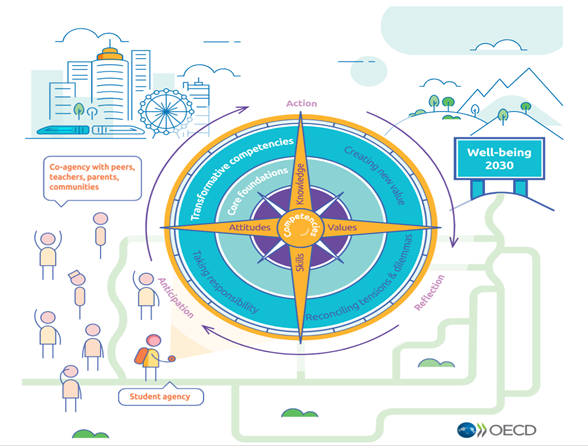 Action
Co-agency with peers,
teachers, parents,
communities
Transformative competencies
Creating new value
Core foundations
Knowledge
Well-being
2030
Attitudes
Competencies
Values
Skills
Taking responsibility
Reconciling tensions & dilemmas
Anticipation
Reflection
Student agency
OECD